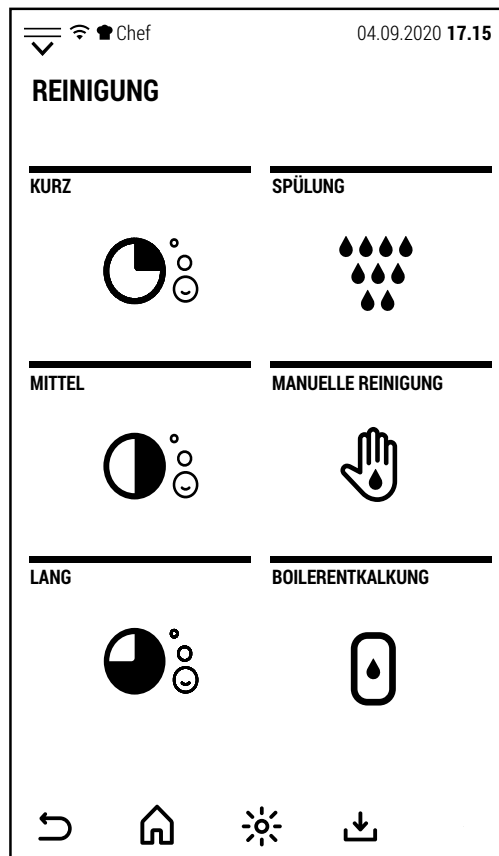 Chef 04.09.2020 17.15
REINIGUNG
KURZ SPÜLUNG
MITTEL MANUELLE REINIGUNG
LANG BOILERENTKALKUNG